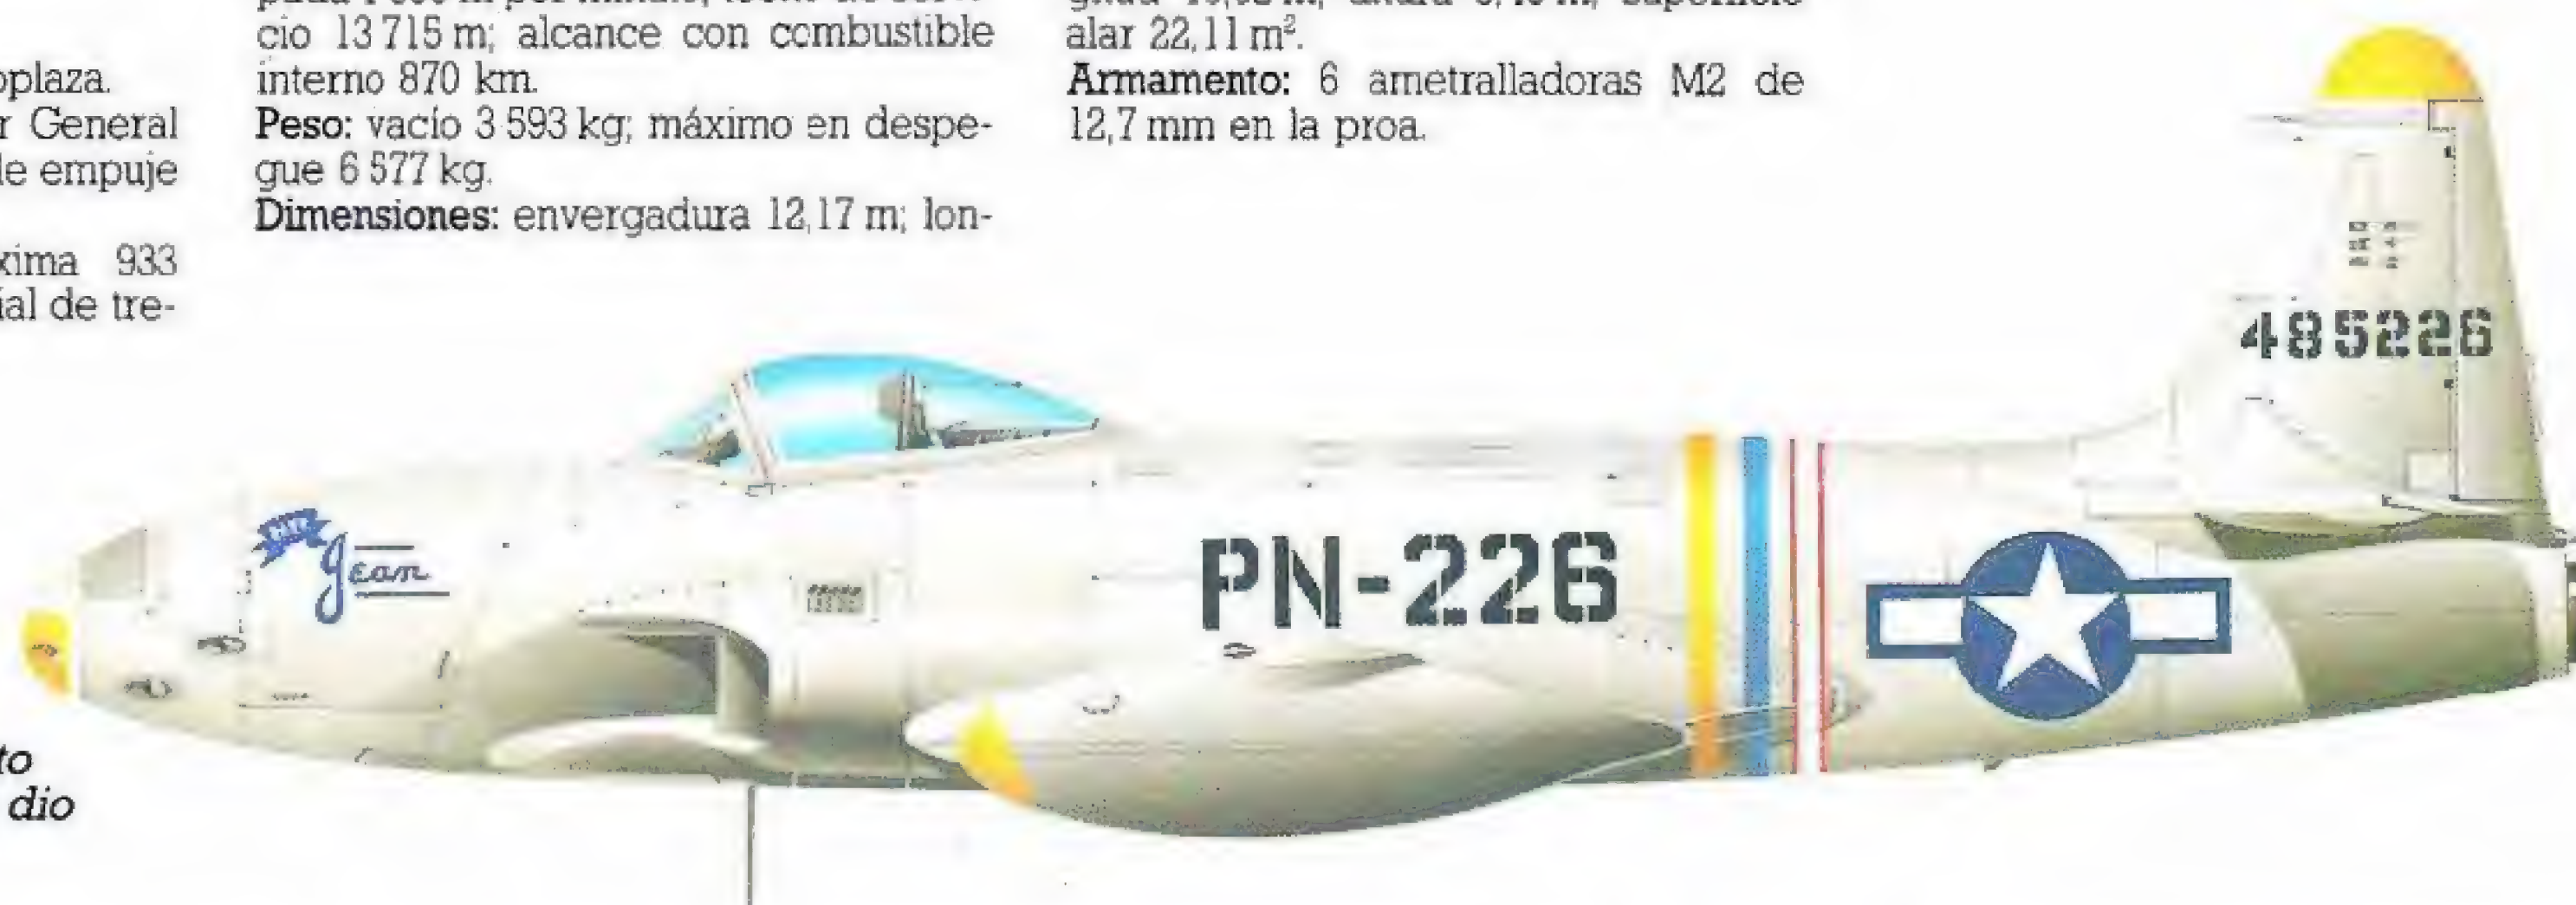 oplaza.
r General
le empuje
xima 933
ial de tre-
cio 13 715 m; alcance con combustible
interno 870 km.
Peso: vacío 3 593 kg; máximo en despe-
gue 6 577 kg.
Dimensiones: envergadura 12,17 m; lon-
alar 22,11 m².
Armamento: 6 ametralladoras M2 de
12,7 mm en la proa.
485226
Jean
PN-226
to
dio